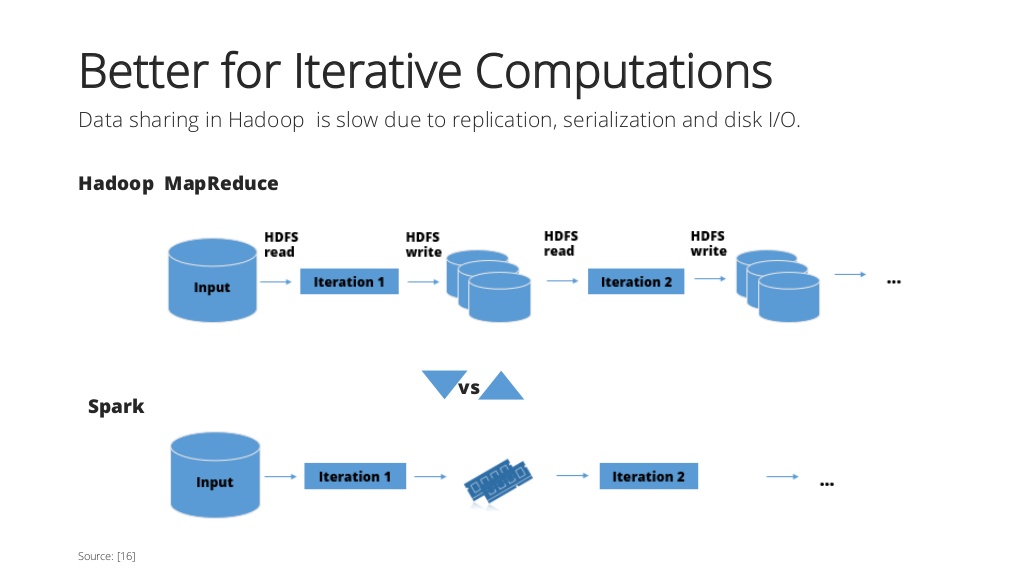 Better for Iterative Computations
Data sharing in Hadoop is slow due to replication, serialization and disk I/O.
Hadoop MapReduce
HDFS
read
HDFS
write
HDFS
read
HDFS
write
Input
Iteration 1
Iteration 2
...
vs
Spark
Input
Iteration 1
Iteration 2
...
Source: [16]